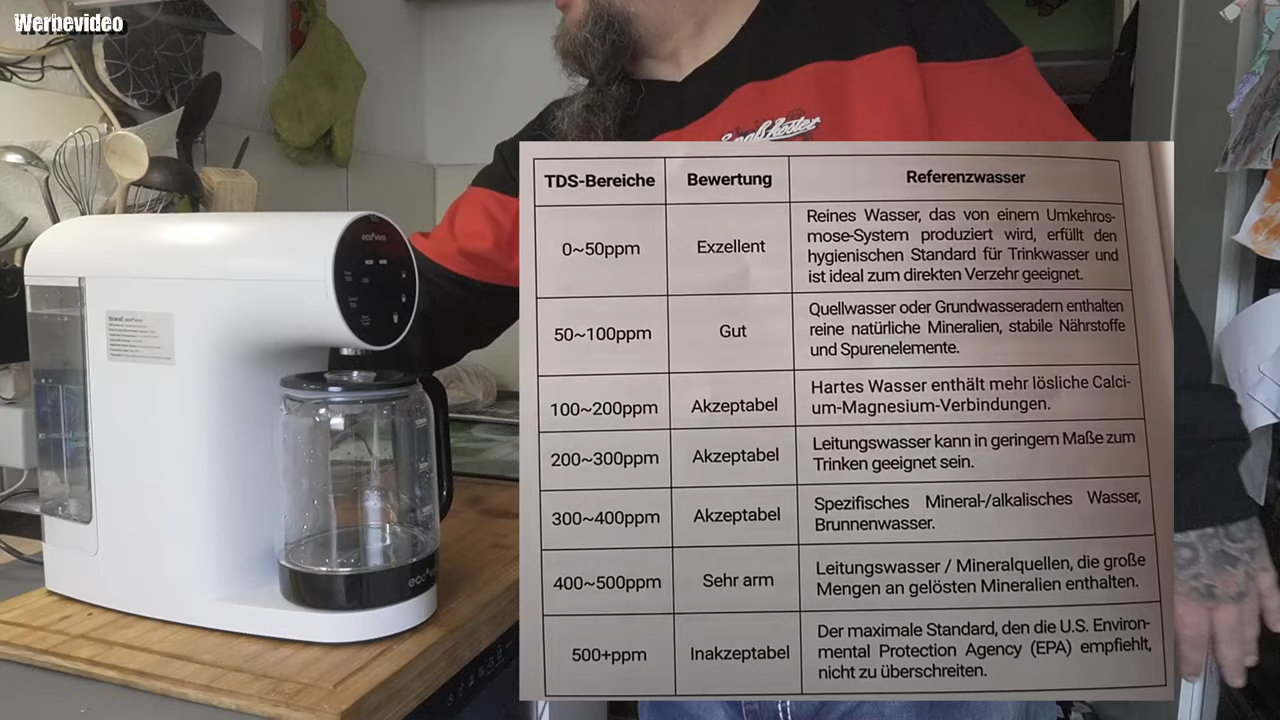 Werbevideo
Spaßkoster
eco*viva
TDS-Bereiche Bewertung Referenzwasser
0~50ppm Exzellent Reines Wasser, das von einem Umkehros-
mose-System produziert wird, erfüllt den
hygienischen Standard für Trinkwasser und
ist ideal zum direkten Verzehr geeignet.
50~100ppm Gut Quellwasser oder Grundwasseradern enthalten
reine natürliche Mineralien, stabile Nährstoffe
und Spurenelemente.
100~200ppm Akzeptabel Hartes Wasser enthält mehr lösliche Calci-
um-Magnesium-Verbindungen.
200~300ppm Akzeptabel Leitungswasser kann in geringem Maße zum
Trinken geeignet sein.
300~400ppm Akzeptabel Spezifisches Mineral-/alkalisches Wasser,
Brunnenwasser.
400~500ppm Sehr arm Leitungswasser / Mineralquellen, die große
Mengen an gelösten Mineralien enthalten.
500+ppm Inakzeptabel Der maximale Standard, den die U.S. Environ-
mental Protection Agency (EPA) empfiehlt,
nicht zu überschreiten.